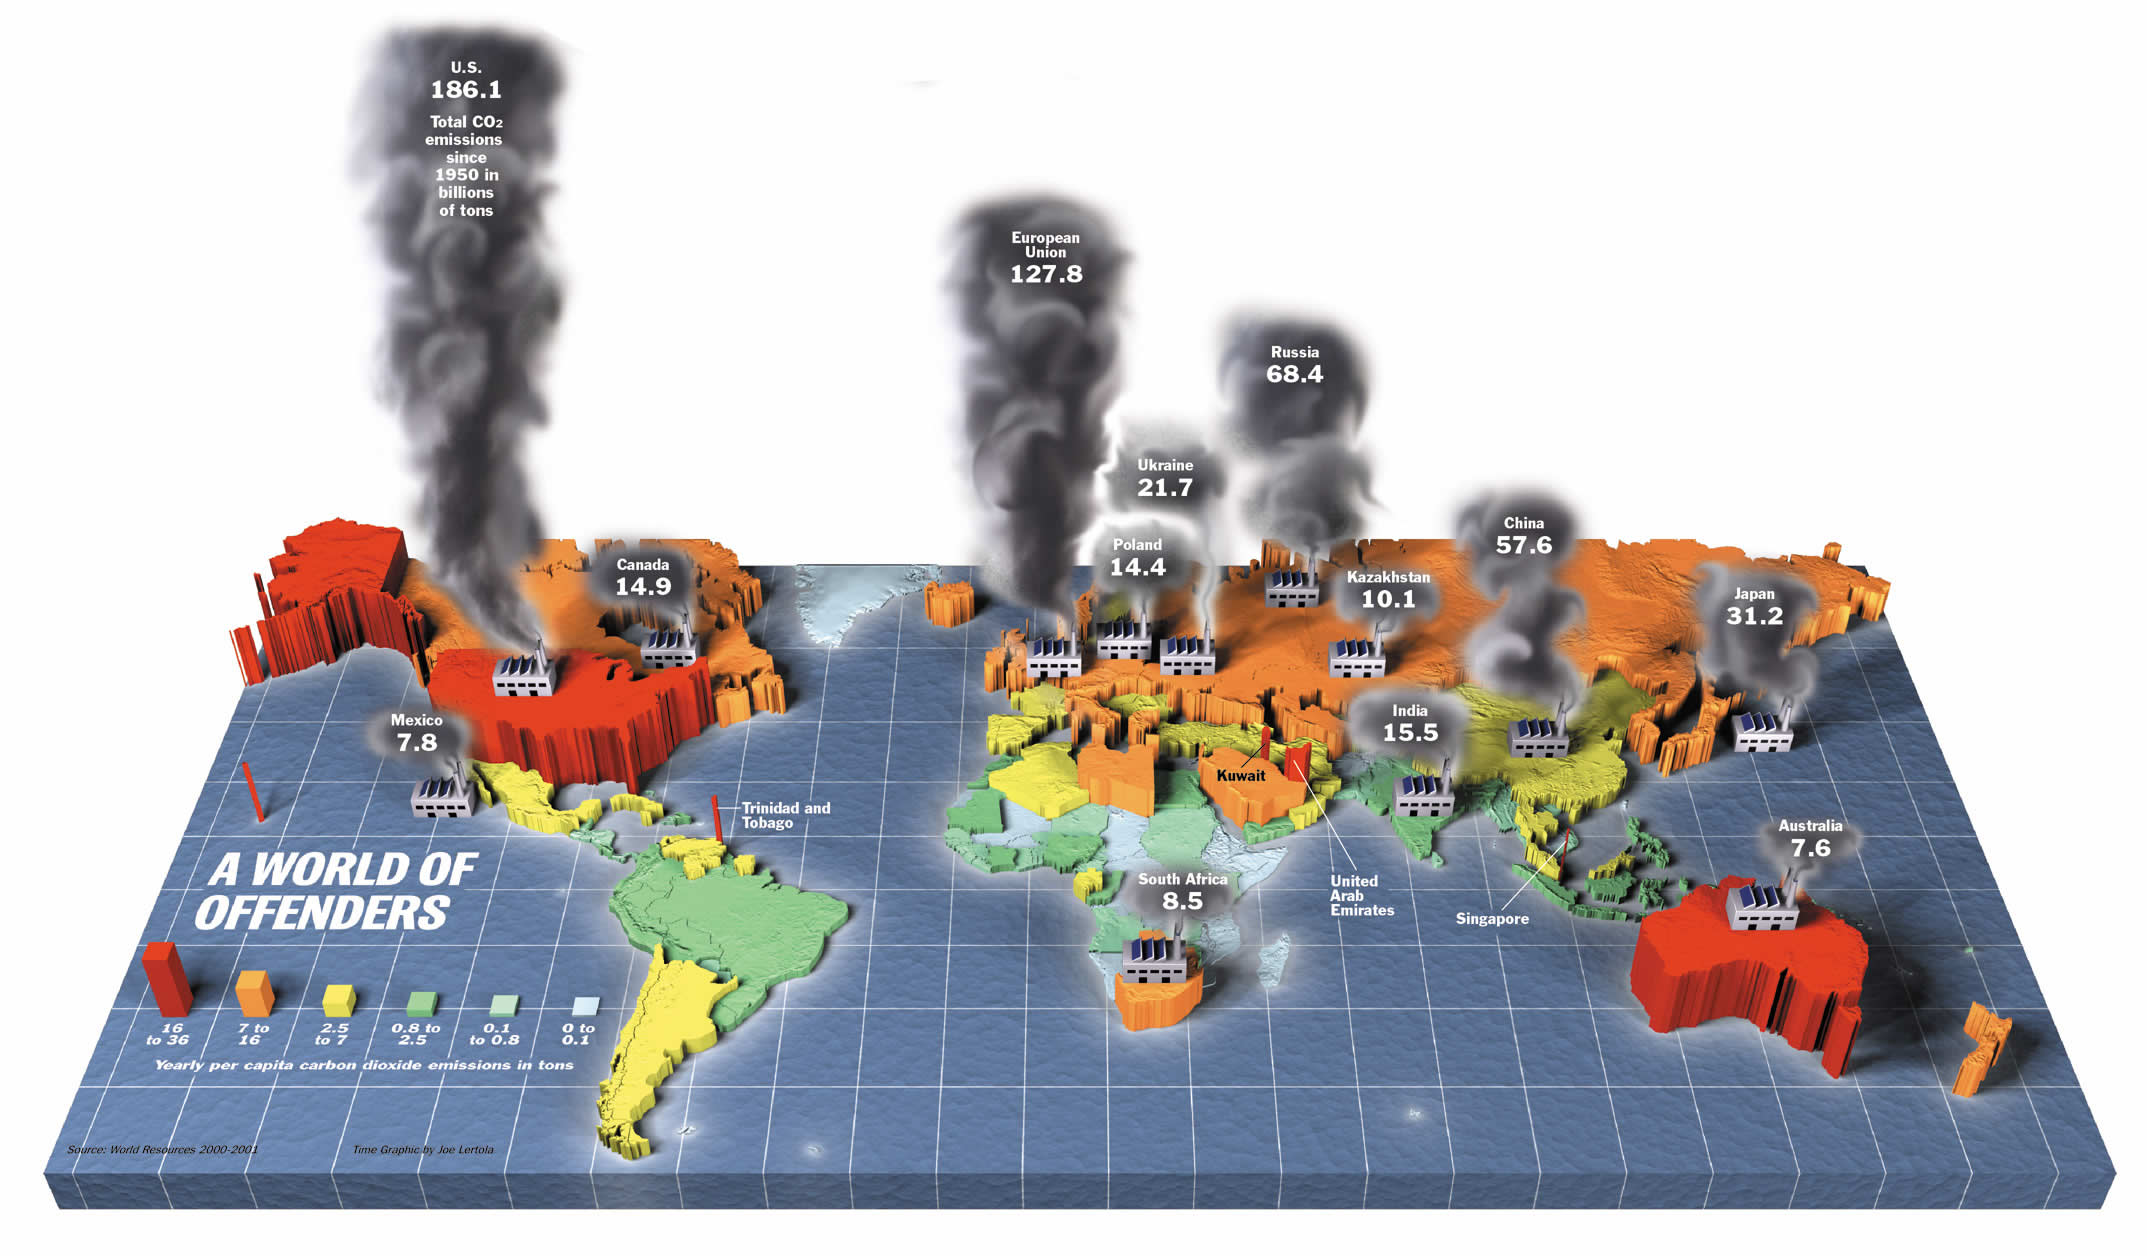 U.S.
186.1
Total CO2
emissions
since
1950 in
billions
of tons
European
Union
127.8
Russia
68.4
Ukraine
21.7
Poland
14.4
China
57.6
Canada
14.9
Kazakhstan
10.1
Japan
31.2
Mexico
7.8
India
15.5
Kuwait
Trinidad and
Tobago
Australia
7.6
South Africa
8.5
United
Arab
Emirates
Singapore
A WORLD OF
OFFENDERS
16
to 36
7 to
16
2.5
to 7
0.8 to
2.5
0.1
to 0.8
0 to
0.1
Yearly per capita carbon dioxide emissions in tons
Source: World Resources 2000-2001
Time Graphic by Joe Lertola